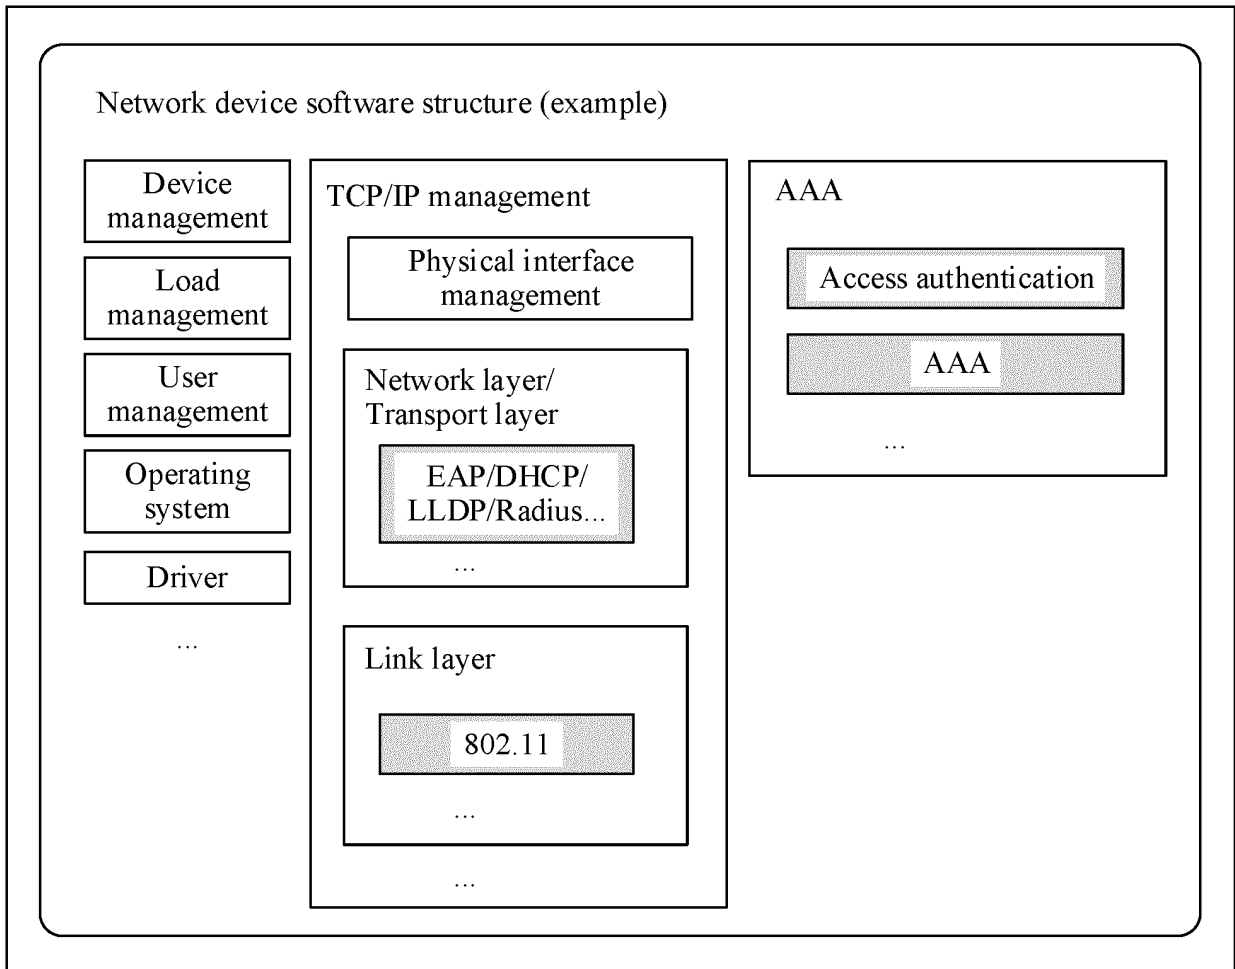 Network device software structure (example)
Device
management
Load
management
User
management
Operating
system
Driver
...
TCP/IP management
Physical interface
management
Network layer/
Transport layer
EAP/DHCP/
LLDP/Radius...
...
Link layer
802.11
...
...
AAA
Access authentication
AAA
...